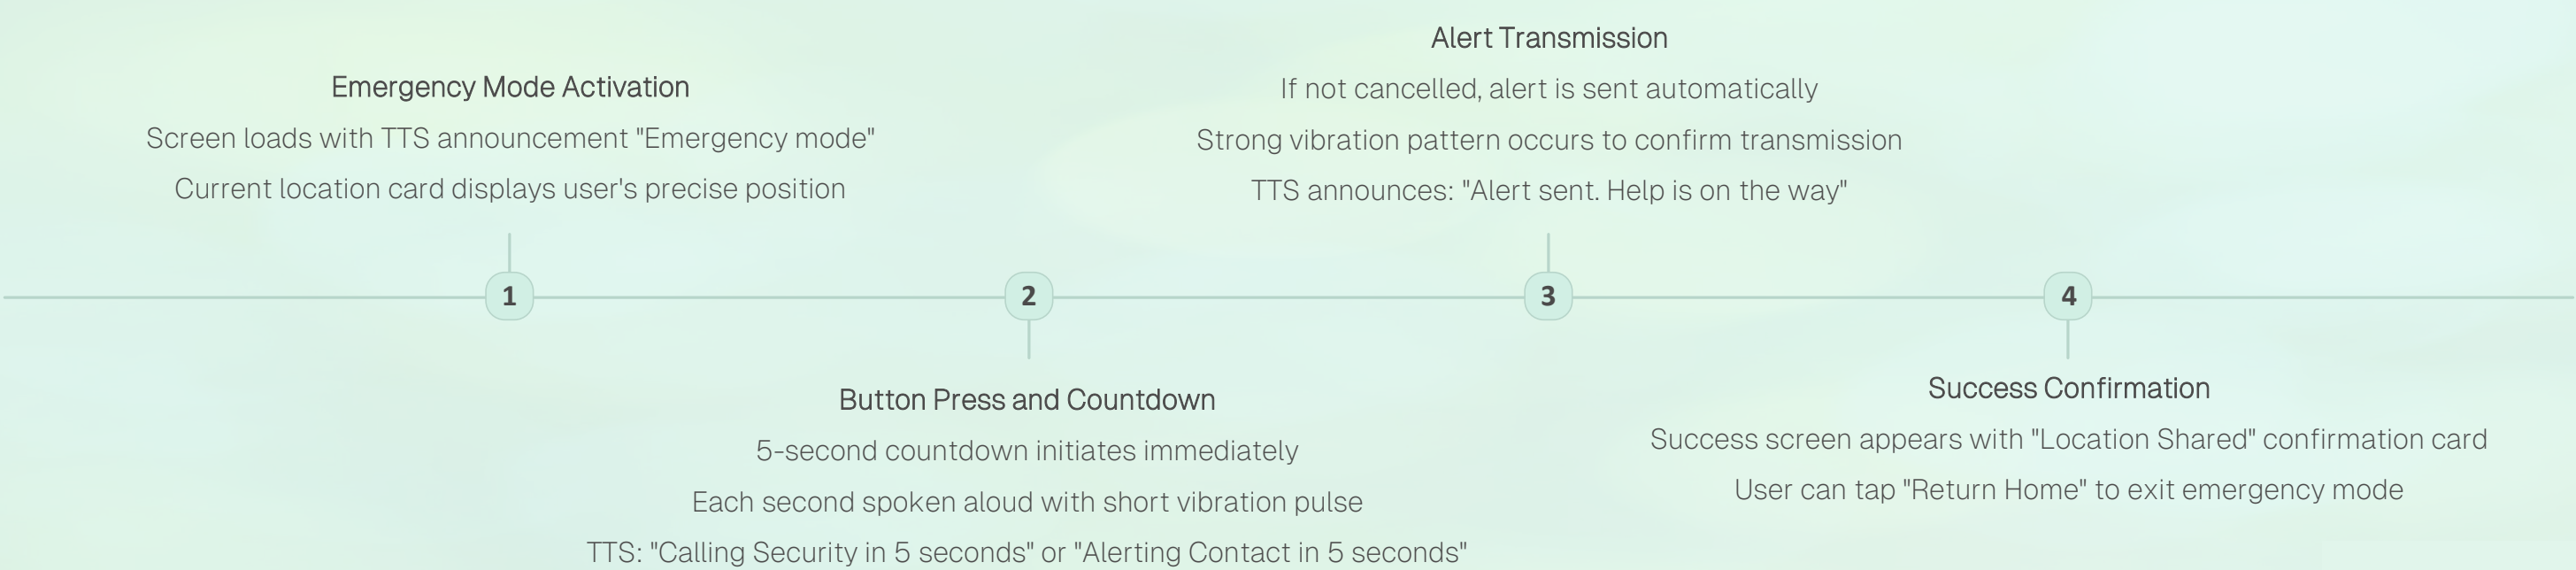 Emergency Mode Activation
Screen loads with TTS announcement "Emergency mode"
Current location card displays user's precise position
1
2
Button Press and Countdown
5-second countdown initiates immediately
Each second spoken aloud with short vibration pulse
TTS: "Calling Security in 5 seconds" or "Alerting Contact in 5 seconds"
Alert Transmission
If not cancelled, alert is sent automatically
Strong vibration pattern occurs to confirm transmission
TTS announces: "Alert sent. Help is on the way"
3
4
Success Confirmation
Success screen appears with "Location Shared" confirmation card
User can tap "Return Home" to exit emergency mode